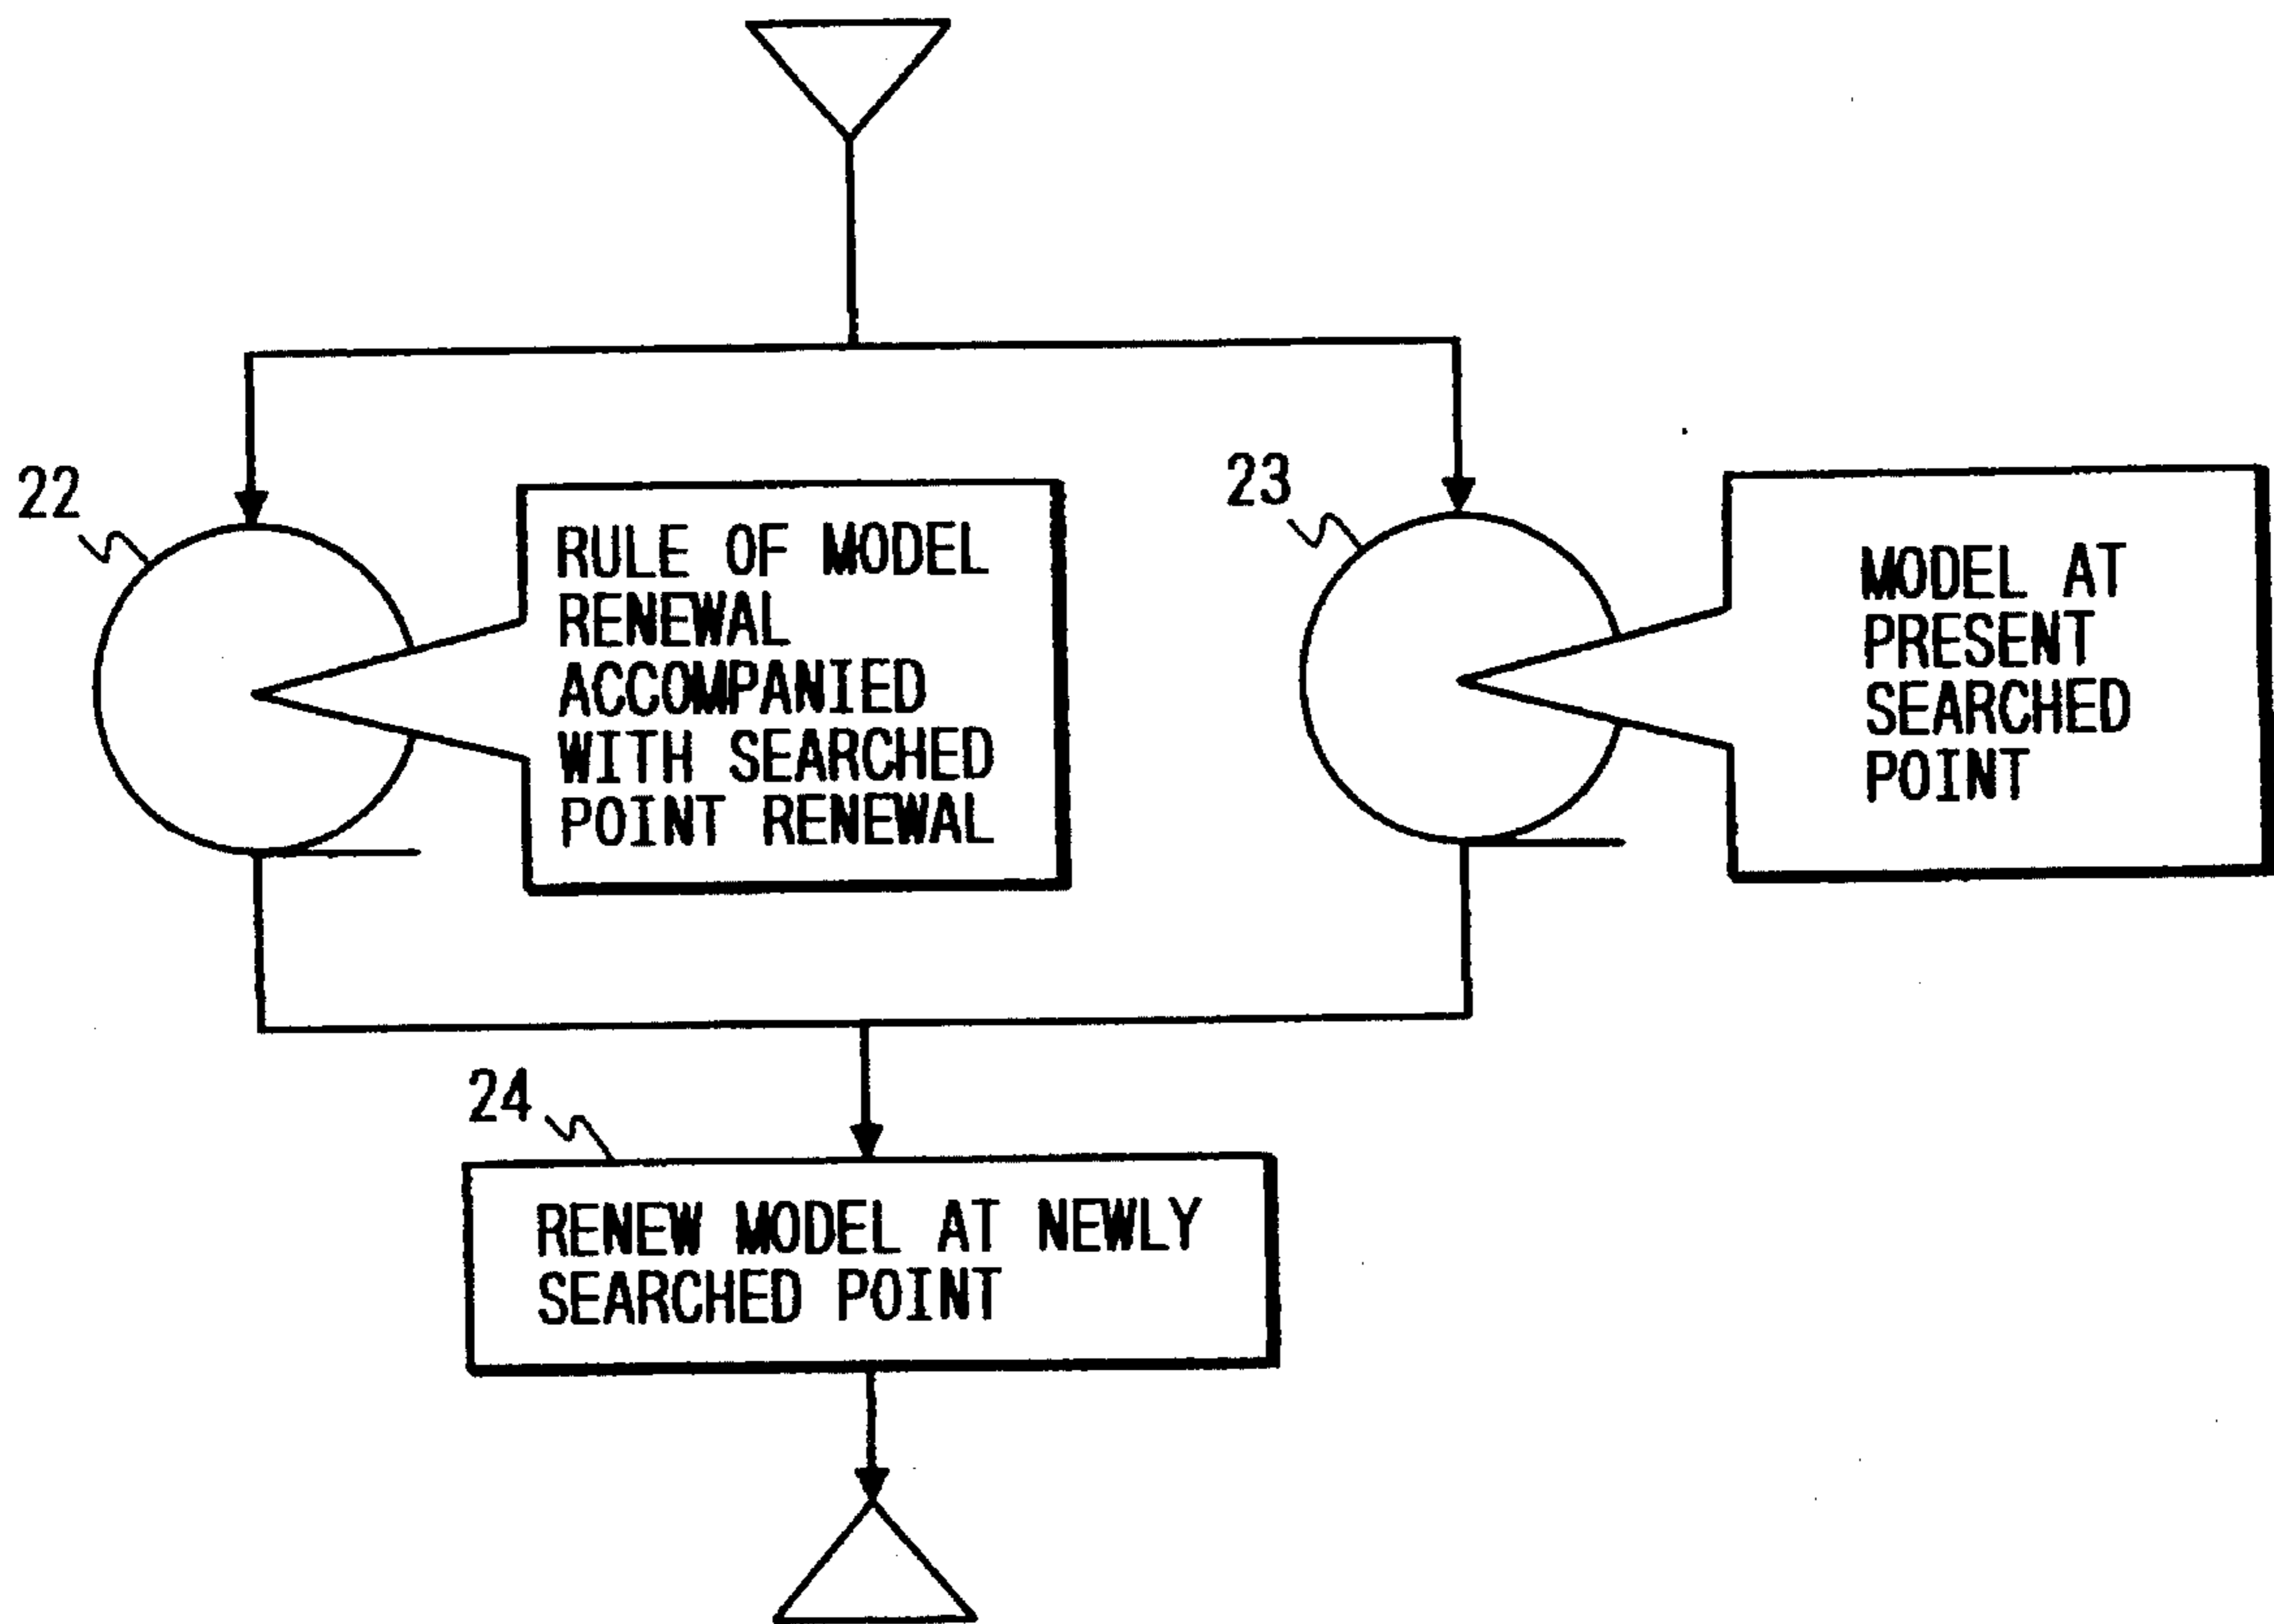 22
RULE OF MODEL
RENEWAL
ACCOMPANIED
WITH SEARCHED
POINT RENEWAL
23
MODEL AT
PRESENT
SEARCHED
POINT
24
RENEW MODEL AT NEWLY
SEARCHED POINT